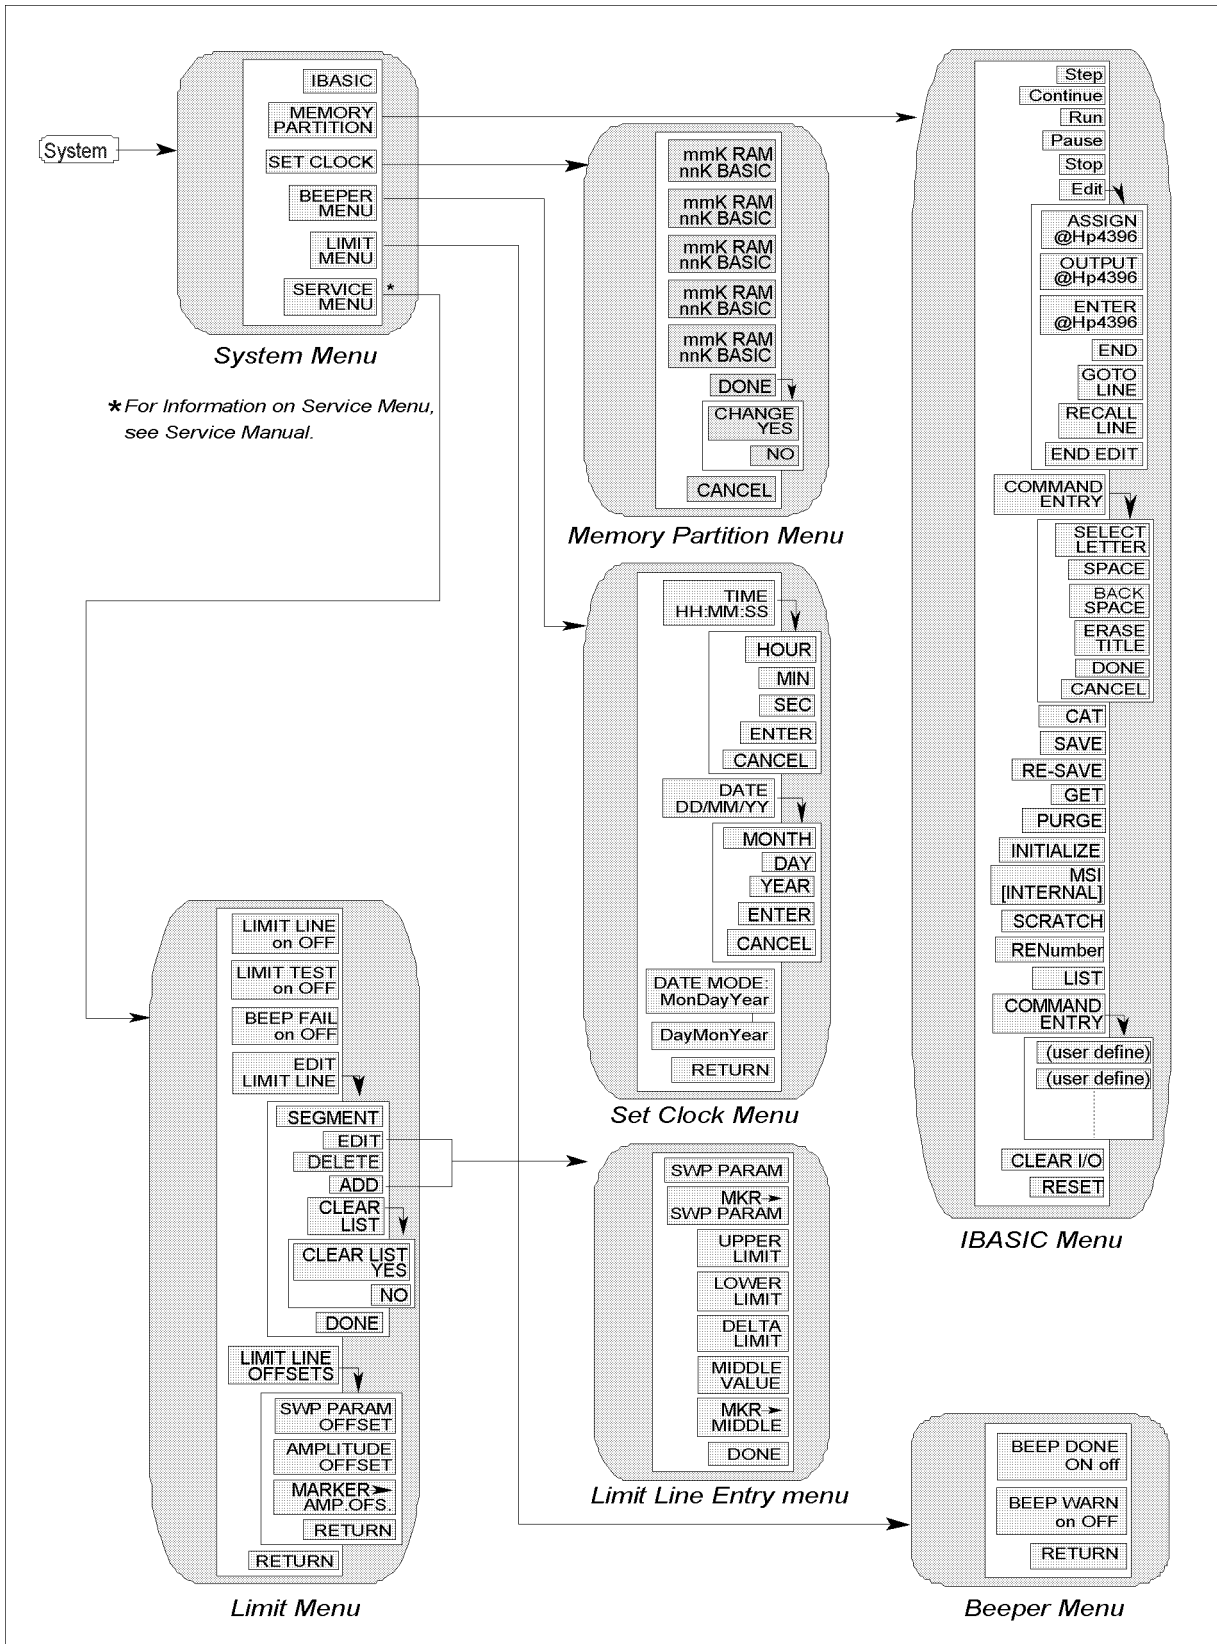 System
IBASIC
MEMORY
PARTITION
SET CLOCK
BEEPER
MENU
LIMIT
MENU
SERVICE
MENU
*
System Menu
*For Information on Service Menu,
see Service Manual.
mmK RAM
nnK BASIC
mmK RAM
nnK BASIC
mmK RAM
nnK BASIC
mmK RAM
nnK BASIC
mmK RAM
nnK BASIC
DONE
CHANGE
YES
NO
CANCEL
Memory Partition Menu
TIME
HH:MM:SS
HOUR
MIN
SEC
ENTER
CANCEL
DATE
DD/MM/YY
MONTH
DAY
YEAR
ENTER
CANCEL
DATE MODE:
MonDayYear
DayMonYear
RETURN
Set Clock Menu
Step
Continue
Run
Pause
Stop
Edit
ASSIGN
@Hp4396
OUTPUT
@Hp4396
ENTER
@Hp4396
END
GOTO
LINE
RECALL
LINE
END EDIT
COMMAND
ENTRY
SELECT
LETTER
SPACE
BACK
SPACE
ERASE
TITLE
DONE
CANCEL
CAT
SAVE
RE-SAVE
GET
PURGE
INITIALIZE
MSI
[INTERNAL]
SCRATCH
RENumber
LIST
COMMAND
ENTRY
(user define)
(user define)
CLEAR I/O
RESET
IBASIC Menu
LIMIT LINE
on OFF
LIMIT TEST
on OFF
BEEP FAIL
on OFF
EDIT
LIMIT LINE
SEGMENT
EDIT
DELETE
ADD
CLEAR
LIST
CLEAR LIST
YES
NO
DONE
LIMIT LINE
OFFSETS
SWP PARAM
OFFSET
AMPLITUDE
OFFSET
MARKER➛
AMP.OFS.
RETURN
RETURN
Limit Menu
SWP PARAM
MKR➛
SWP PARAM
UPPER
LIMIT
LOWER
LIMIT
DELTA
LIMIT
MIDDLE
VALUE
MKR➛
MIDDLE
DONE
Limit Line Entry menu
BEEP DONE
ON off
BEEP WARN
on OFF
RETURN
Beeper Menu